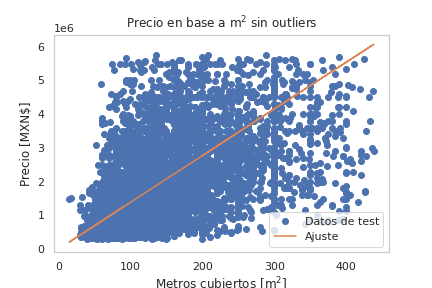 Precio en base a m² sin outliers
1e6
6
5
4
3
2
1
0
Precio [MXN$]
Datos de test
Ajuste
0 100 200 300 400
Metros cubiertos [m²]